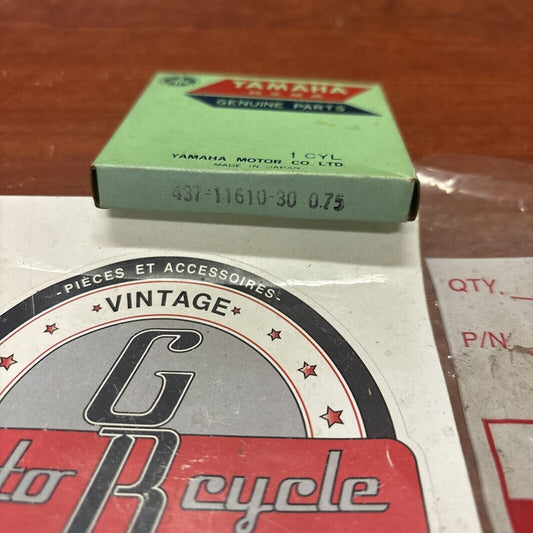 YAMAHA
GENUINE PARTS
1 CYL
YAMAHA MOTOR CO. LTD.
MADE IN JAPAN
437-11610-30 0.75
-PIÈCES ET ACCESSOIRES-
VINTAGE
GR
to cycle
QTY.
P/N